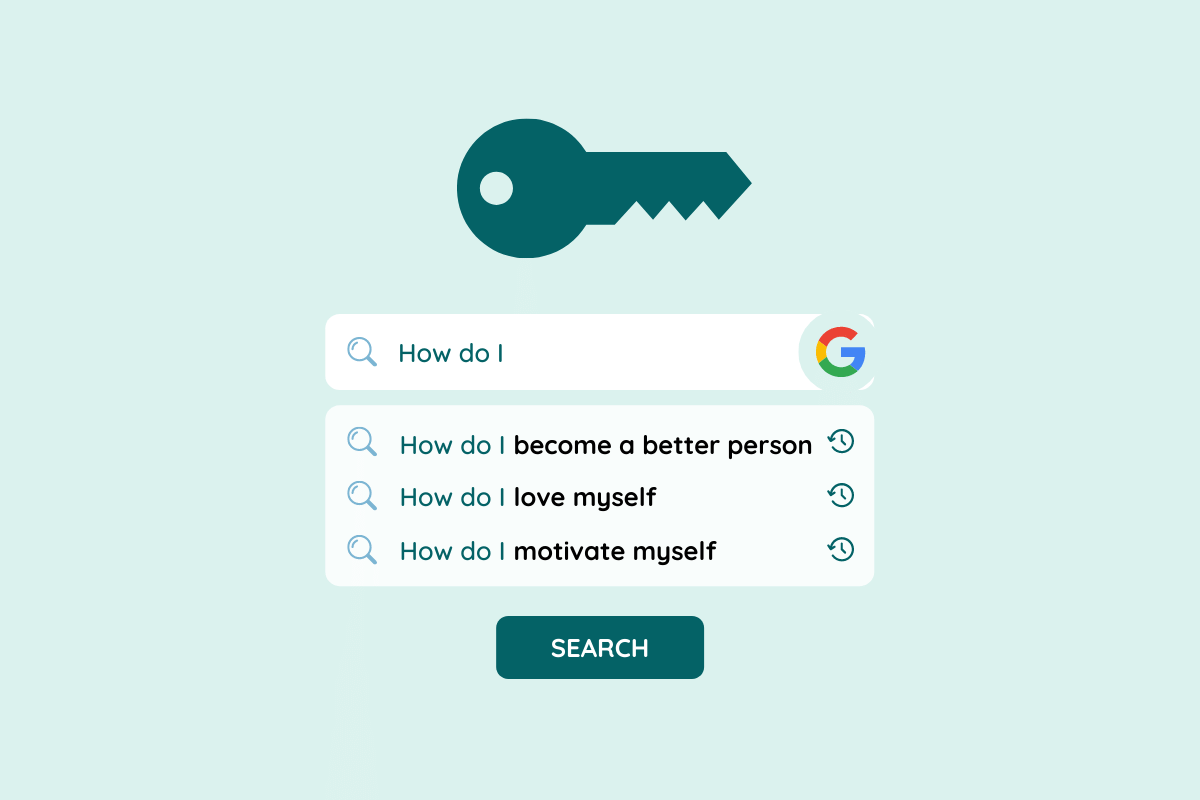 How do I
How do I become a better person
How do I love myself
How do I motivate myself
SEARCH